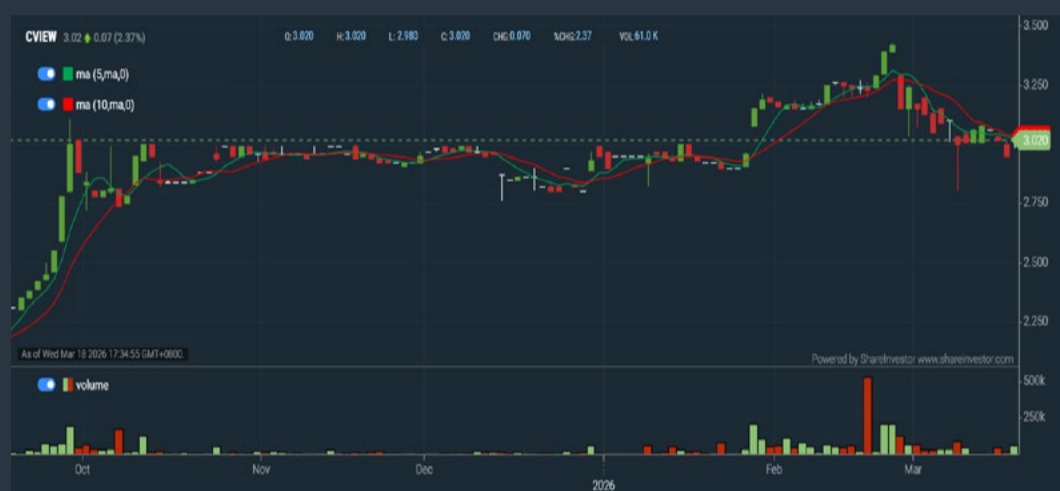 CVIEW 3.02 0.07 (2.37%) O: 3.020 H: 3.020 L: 2.980 C: 3.020 CHG:0.070 %CHG:2.37 VOL:61.0 K
ma (5,ma,0)
ma (10,ma,0)
3.500
3.250
3.020
2.750
2.500
2.250
As of Wed Mar 18 2026 17:34:55 GMT+0800.
Powered by ShareInvestor www.shareinvestor.com
volume
500k
250k
Oct Nov Dec 2026 Feb Mar